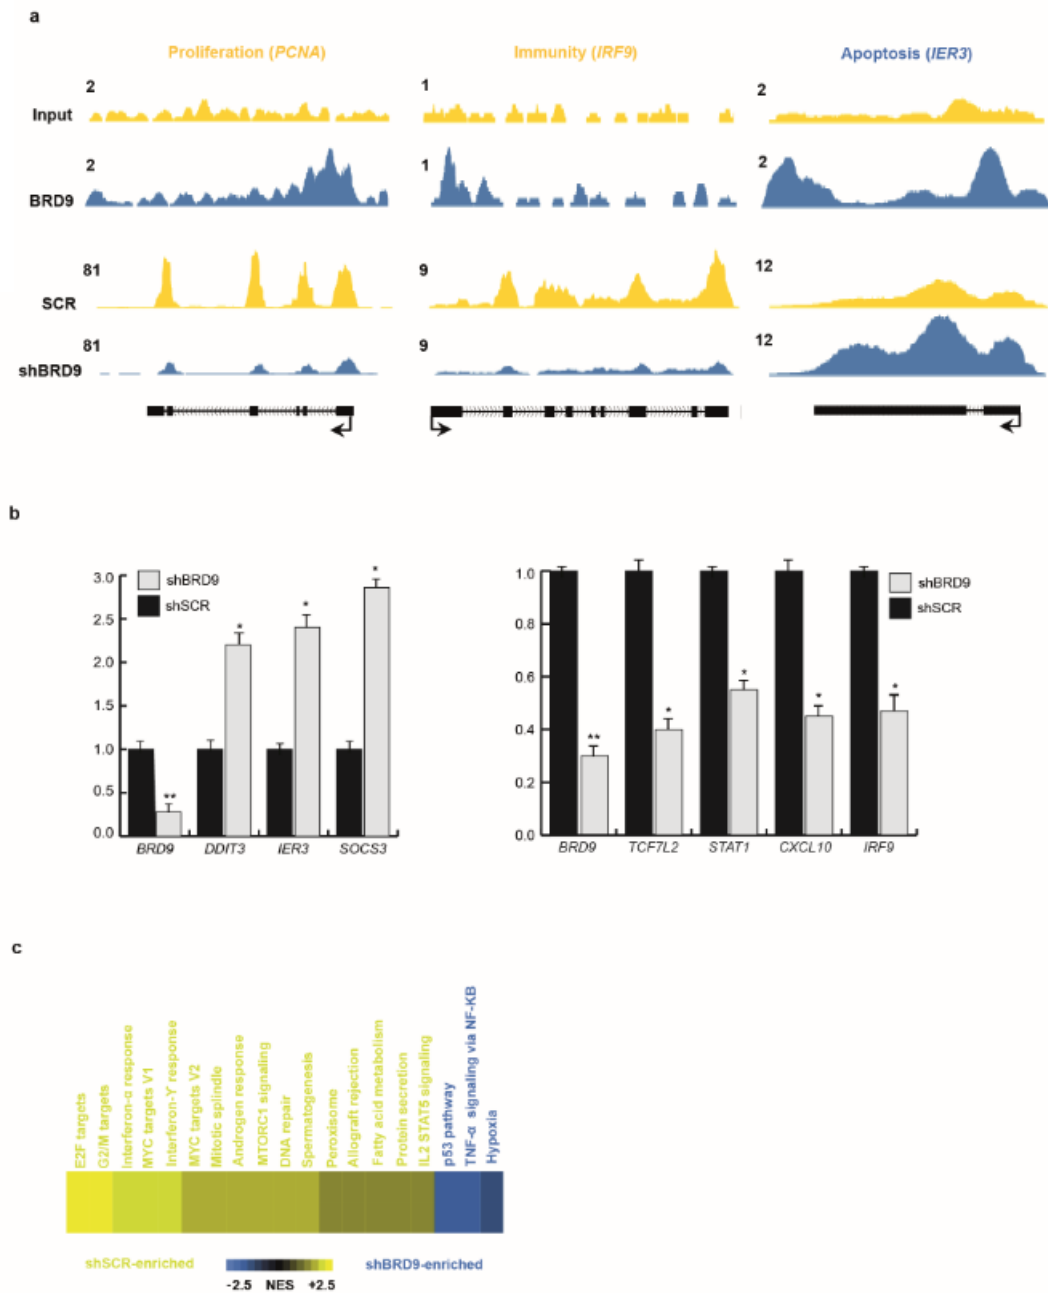 a
Proliferation (PCNA)
Immunity (IRF9)
Apoptosis (IER3)
Input
2
1
2
BRD9
2
1
2
SCR
81
9
12
shBRD9
81
9
12
b
shBRD9
shSCR
3.0
2.5
2.0
1.5
1.0
0.5
0.0
**
*
*
*
BRD9
DDIT3
IER3
SOCS3
shBRD9
shSCR
1.0
0.8
0.6
0.4
0.2
0.0
**
*
*
*
*
BRD9
TCF7L2
STAT1
CXCL10
IRF9
c
E2F targets
G2/M targets
Interferon-α response
MYC targets V1
Interferon-Y response
MYC targets V2
Mitotic splindle
Androgen response
MTORC1 signaling
DNA repair
Spermatogenesis
Peroxisome
Allograft rejection
Fatty acid metabolism
Protein secretion
IL2 STAT5 signaling
p53 pathway
TNF-α signaling via NF-KB
Hypoxia
shSCR-enriched
shBRD9-enriched
-2.5 NES +2.5